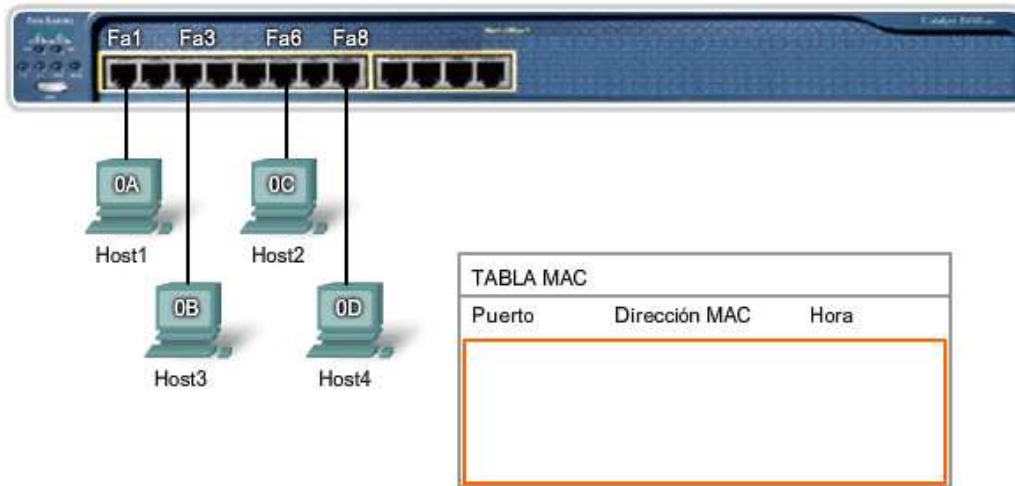 Fa1 Fa3 Fa6 Fa8
0A 0C
Host1 Host2
0B 0D
Host3 Host4
TABLA MAC
Puerto Dirección MAC Hora